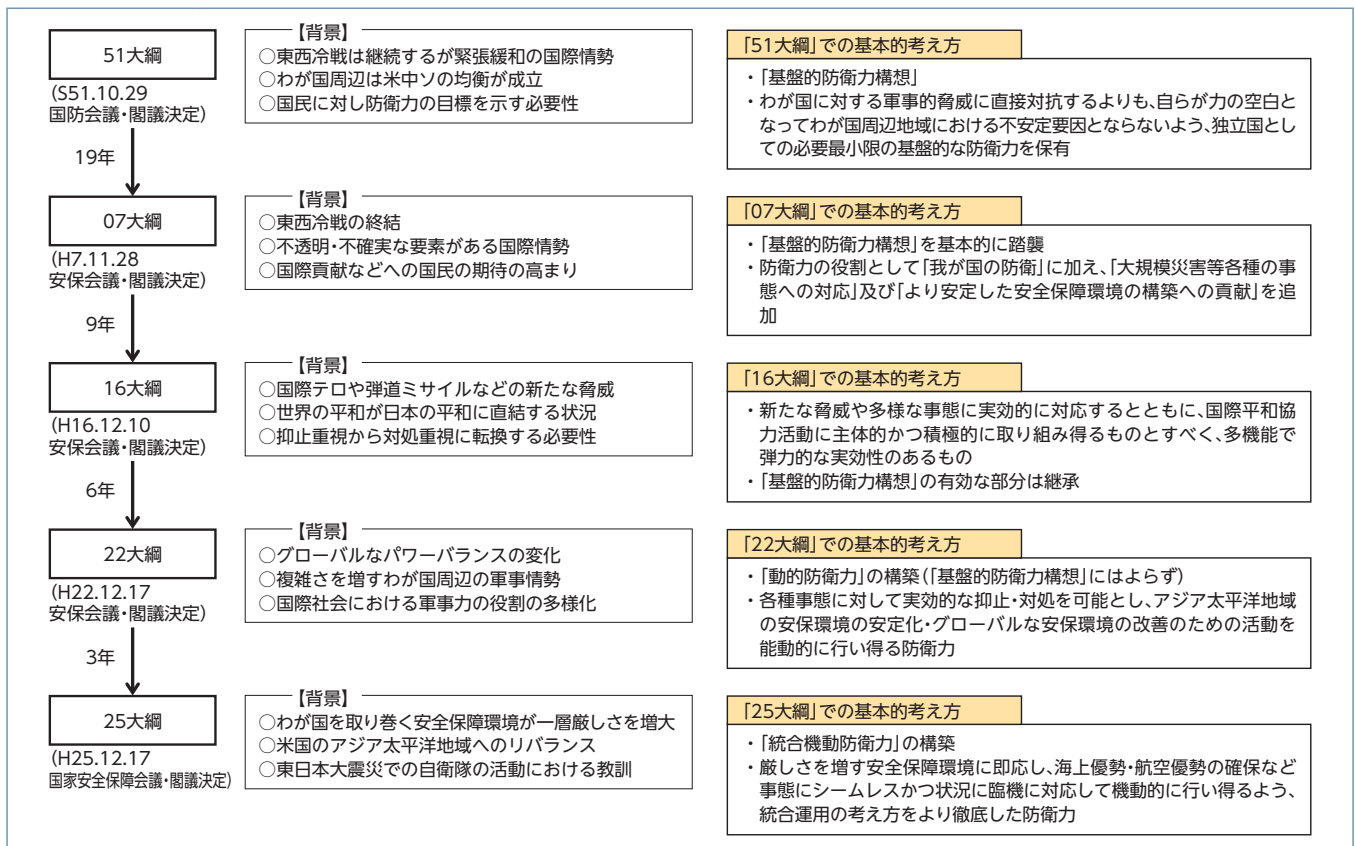 51大綱
(S51.10.29
国防会議・閣議決定)
【背景】
○東西冷戦は継続するが緊張緩和の国際情勢
○わが国周辺は米中ソの均衡が成立
○国民に対し防衛力の目標を示す必要性
「51大綱」での基本的考え方
・「基盤的防衛力構想」
・わが国に対する軍事的脅威に直接対抗するよりも、自らが力の空白と
なってわが国周辺地域における不安定要因とならないよう、独立国とし
ての必要最小限の基盤的な防衛力を保有
19年
07大綱
(H7.11.28
安保会議・閣議決定)
【背景】
○東西冷戦の終結
○不透明・不確実な要素がある国際情勢
○国際貢献などへの国民の期待の高まり
「07大綱」での基本的考え方
・「基盤的防衛力構想」を基本的に踏襲
・防衛力の役割として「我が国の防衛」に加え、「大規模災害等各種の事
態への対応」及び「より安定した安全保障環境の構築への貢献」を追
加
9年
16大綱
(H16.12.10
安保会議・閣議決定)
【背景】
○国際テロや弾道ミサイルなどの新たな脅威
○世界の平和が日本の平和に直結する状況
○抑止重視から対処重視に転換する必要性
「16大綱」での基本的考え方
・新たな脅威や多様な事態に実効的に対応するとともに、国際平和協
力活動に主体的かつ積極的に取り組み得るものとすべく、多機能で
弾力的な実効性のあるもの
・「基盤的防衛力構想」の有効な部分は継承
6年
22大綱
(H22.12.17
安保会議・閣議決定)
【背景】
○グローバルなパワーバランスの変化
○複雑さを増すわが国周辺の軍事情勢
○国際社会における軍事力の役割の多様化
「22大綱」での基本的考え方
・「動的防衛力」の構築(「基盤的防衛力構想」にはよらず)
・各種事態に対して実効的な抑止・対処を可能とし、アジア太平洋地域
の安保環境の安定化・グローバルな安保環境の改善のための活動を
能動的に行い得る防衛力
3年
25大綱
(H25.12.17
国家安全保障会議・閣議決定)
【背景】
○わが国を取り巻く安全保障環境が一層厳しさを増大
○米国のアジア太平洋地域へのリバランス
○東日本大震災での自衛隊の活動における教訓
「25大綱」での基本的考え方
・「統合機動防衛力」の構築
・厳しさを増す安全保障環境に即応し、海上優勢・航空優勢の確保など
事態にシームレスかつ状況に臨機に対応して機動的に行い得るよう、
統合運用の考え方をより徹底した防衛力